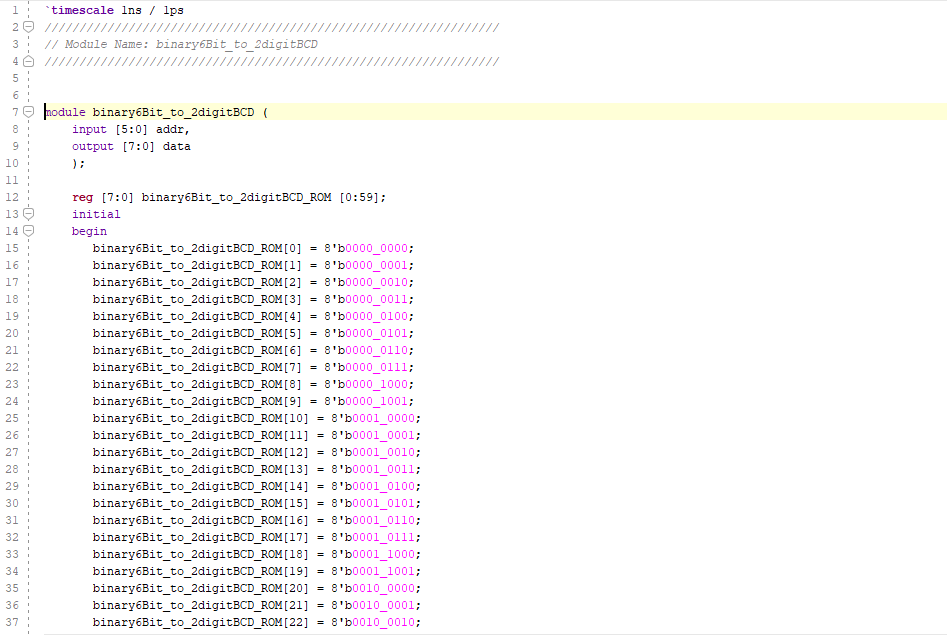 1 `timescale 1ns / 1ps
2 /////////////////////////////////////////////////////////////////
3 // Module Name: binary6Bit_to_2digitBCD
4 /////////////////////////////////////////////////////////////////
5
6
7 module binary6Bit_to_2digitBCD (
8 input [5:0] addr,
9 output [7:0] data
10 );
11
12 reg [7:0] binary6Bit_to_2digitBCD_ROM [0:59];
13 initial
14 begin
15 binary6Bit_to_2digitBCD_ROM[0] = 8'b0000_0000;
16 binary6Bit_to_2digitBCD_ROM[1] = 8'b0000_0001;
17 binary6Bit_to_2digitBCD_ROM[2] = 8'b0000_0010;
18 binary6Bit_to_2digitBCD_ROM[3] = 8'b0000_0011;
19 binary6Bit_to_2digitBCD_ROM[4] = 8'b0000_0100;
20 binary6Bit_to_2digitBCD_ROM[5] = 8'b0000_0101;
21 binary6Bit_to_2digitBCD_ROM[6] = 8'b0000_0110;
22 binary6Bit_to_2digitBCD_ROM[7] = 8'b0000_0111;
23 binary6Bit_to_2digitBCD_ROM[8] = 8'b0000_1000;
24 binary6Bit_to_2digitBCD_ROM[9] = 8'b0000_1001;
25 binary6Bit_to_2digitBCD_ROM[10] = 8'b0001_0000;
26 binary6Bit_to_2digitBCD_ROM[11] = 8'b0001_0001;
27 binary6Bit_to_2digitBCD_ROM[12] = 8'b0001_0010;
28 binary6Bit_to_2digitBCD_ROM[13] = 8'b0001_0011;
29 binary6Bit_to_2digitBCD_ROM[14] = 8'b0001_0100;
30 binary6Bit_to_2digitBCD_ROM[15] = 8'b0001_0101;
31 binary6Bit_to_2digitBCD_ROM[16] = 8'b0001_0110;
32 binary6Bit_to_2digitBCD_ROM[17] = 8'b0001_0111;
33 binary6Bit_to_2digitBCD_ROM[18] = 8'b0001_1000;
34 binary6Bit_to_2digitBCD_ROM[19] = 8'b0001_1001;
35 binary6Bit_to_2digitBCD_ROM[20] = 8'b0010_0000;
36 binary6Bit_to_2digitBCD_ROM[21] = 8'b0010_0001;
37 binary6Bit_to_2digitBCD_ROM[22] = 8'b0010_0010;